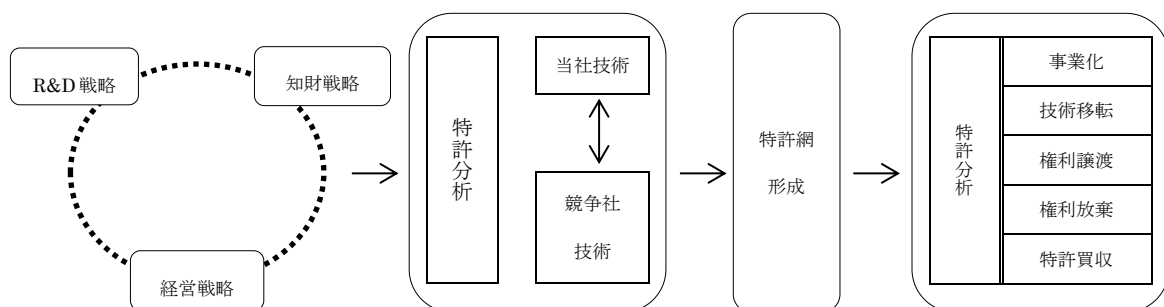 R&D 戦略
知財戦略
経営戦略
特許分析
当社技術
競争社
技術
特許網
形成
特許分析
事業化
技術移転
権利譲渡
権利放棄
特許買収